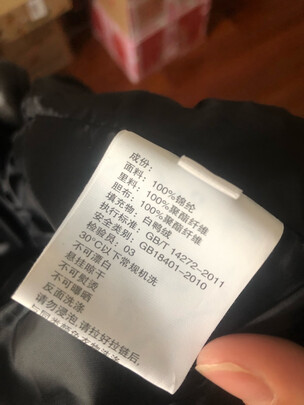 成份：
面料：100%锦纶
里料：100%聚酯纤维
胆布：100%聚酯纤维
填充物：白鸭绒
执行标准：GB/T 14272-2011
安全类别：GB18401-2010
检验员：03
30°C以下常规机洗
不可漂白
悬挂晾干
不可熨烫
不可曝晒
反面洗涤
请勿浸泡，请拉好拉链后，